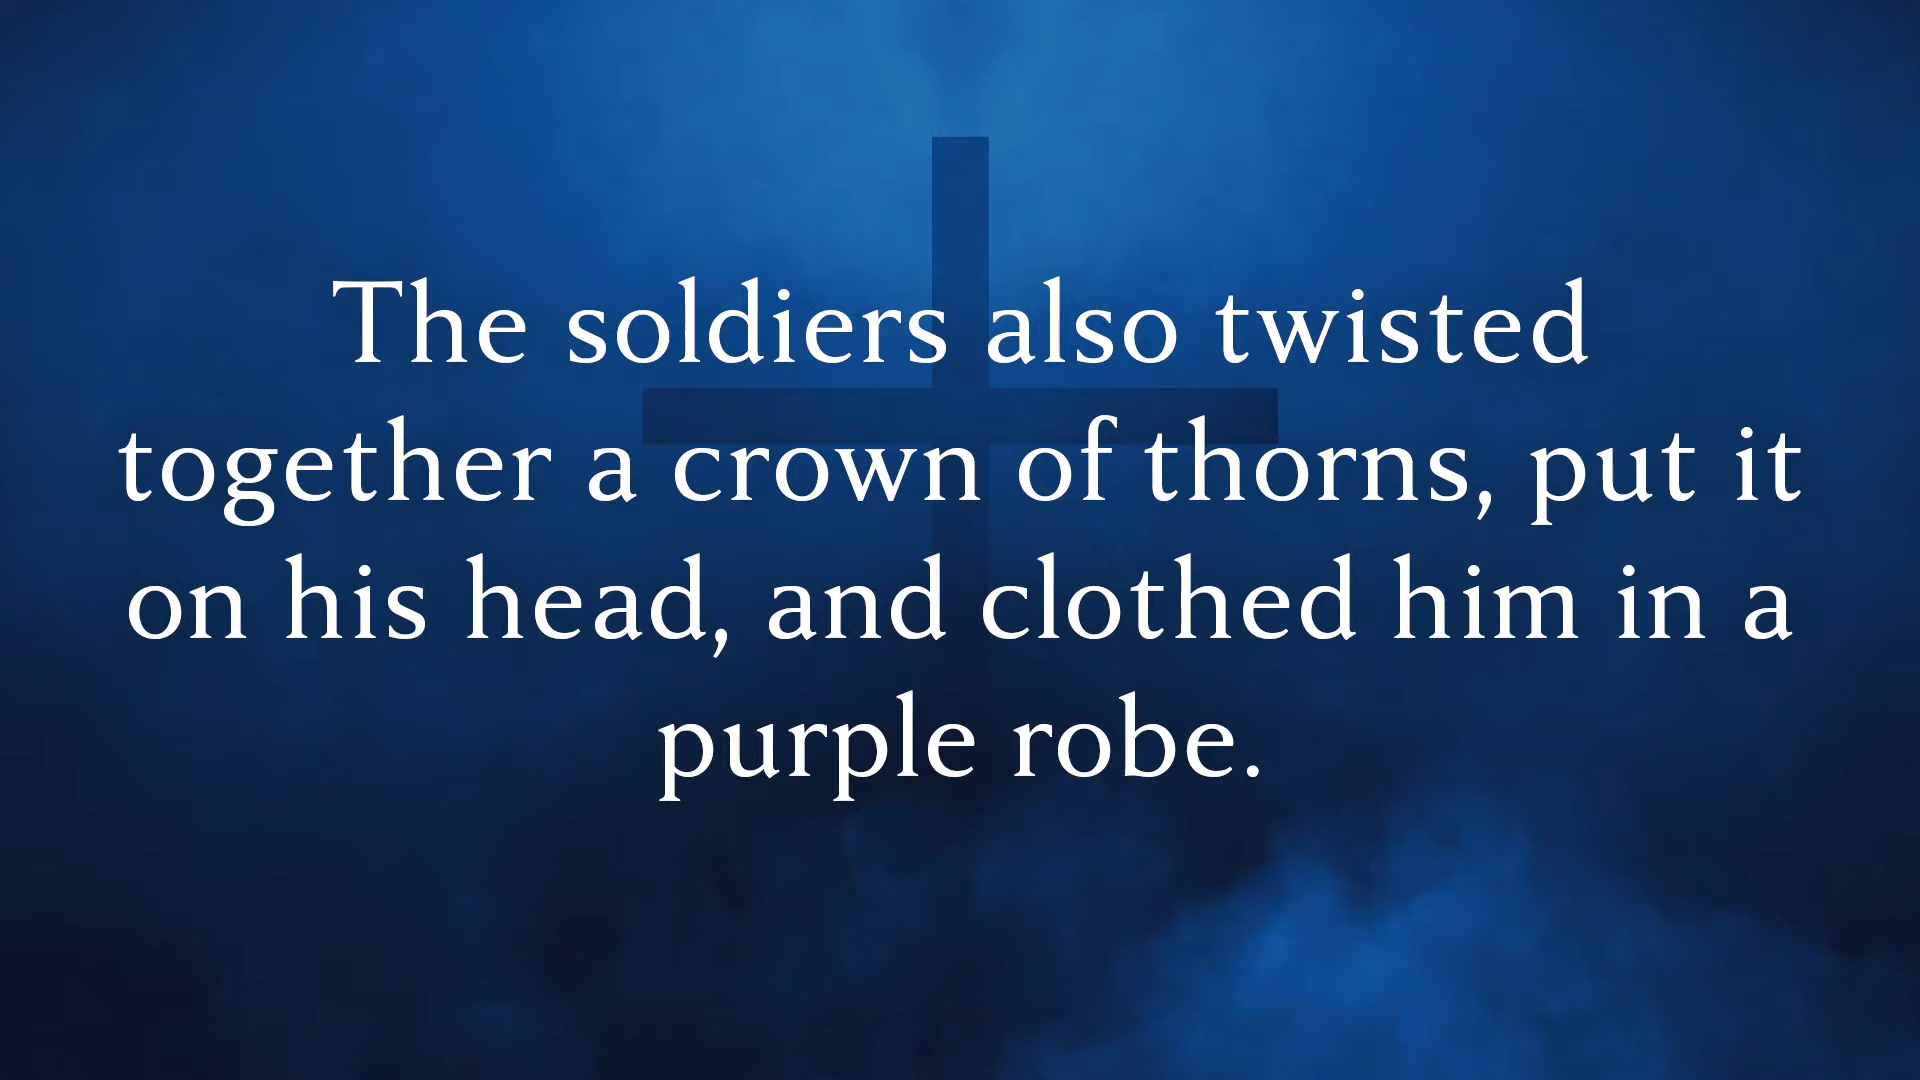 The soldiers also twisted
together a crown of thorns, put it
on his head, and clothed him in a
purple robe.